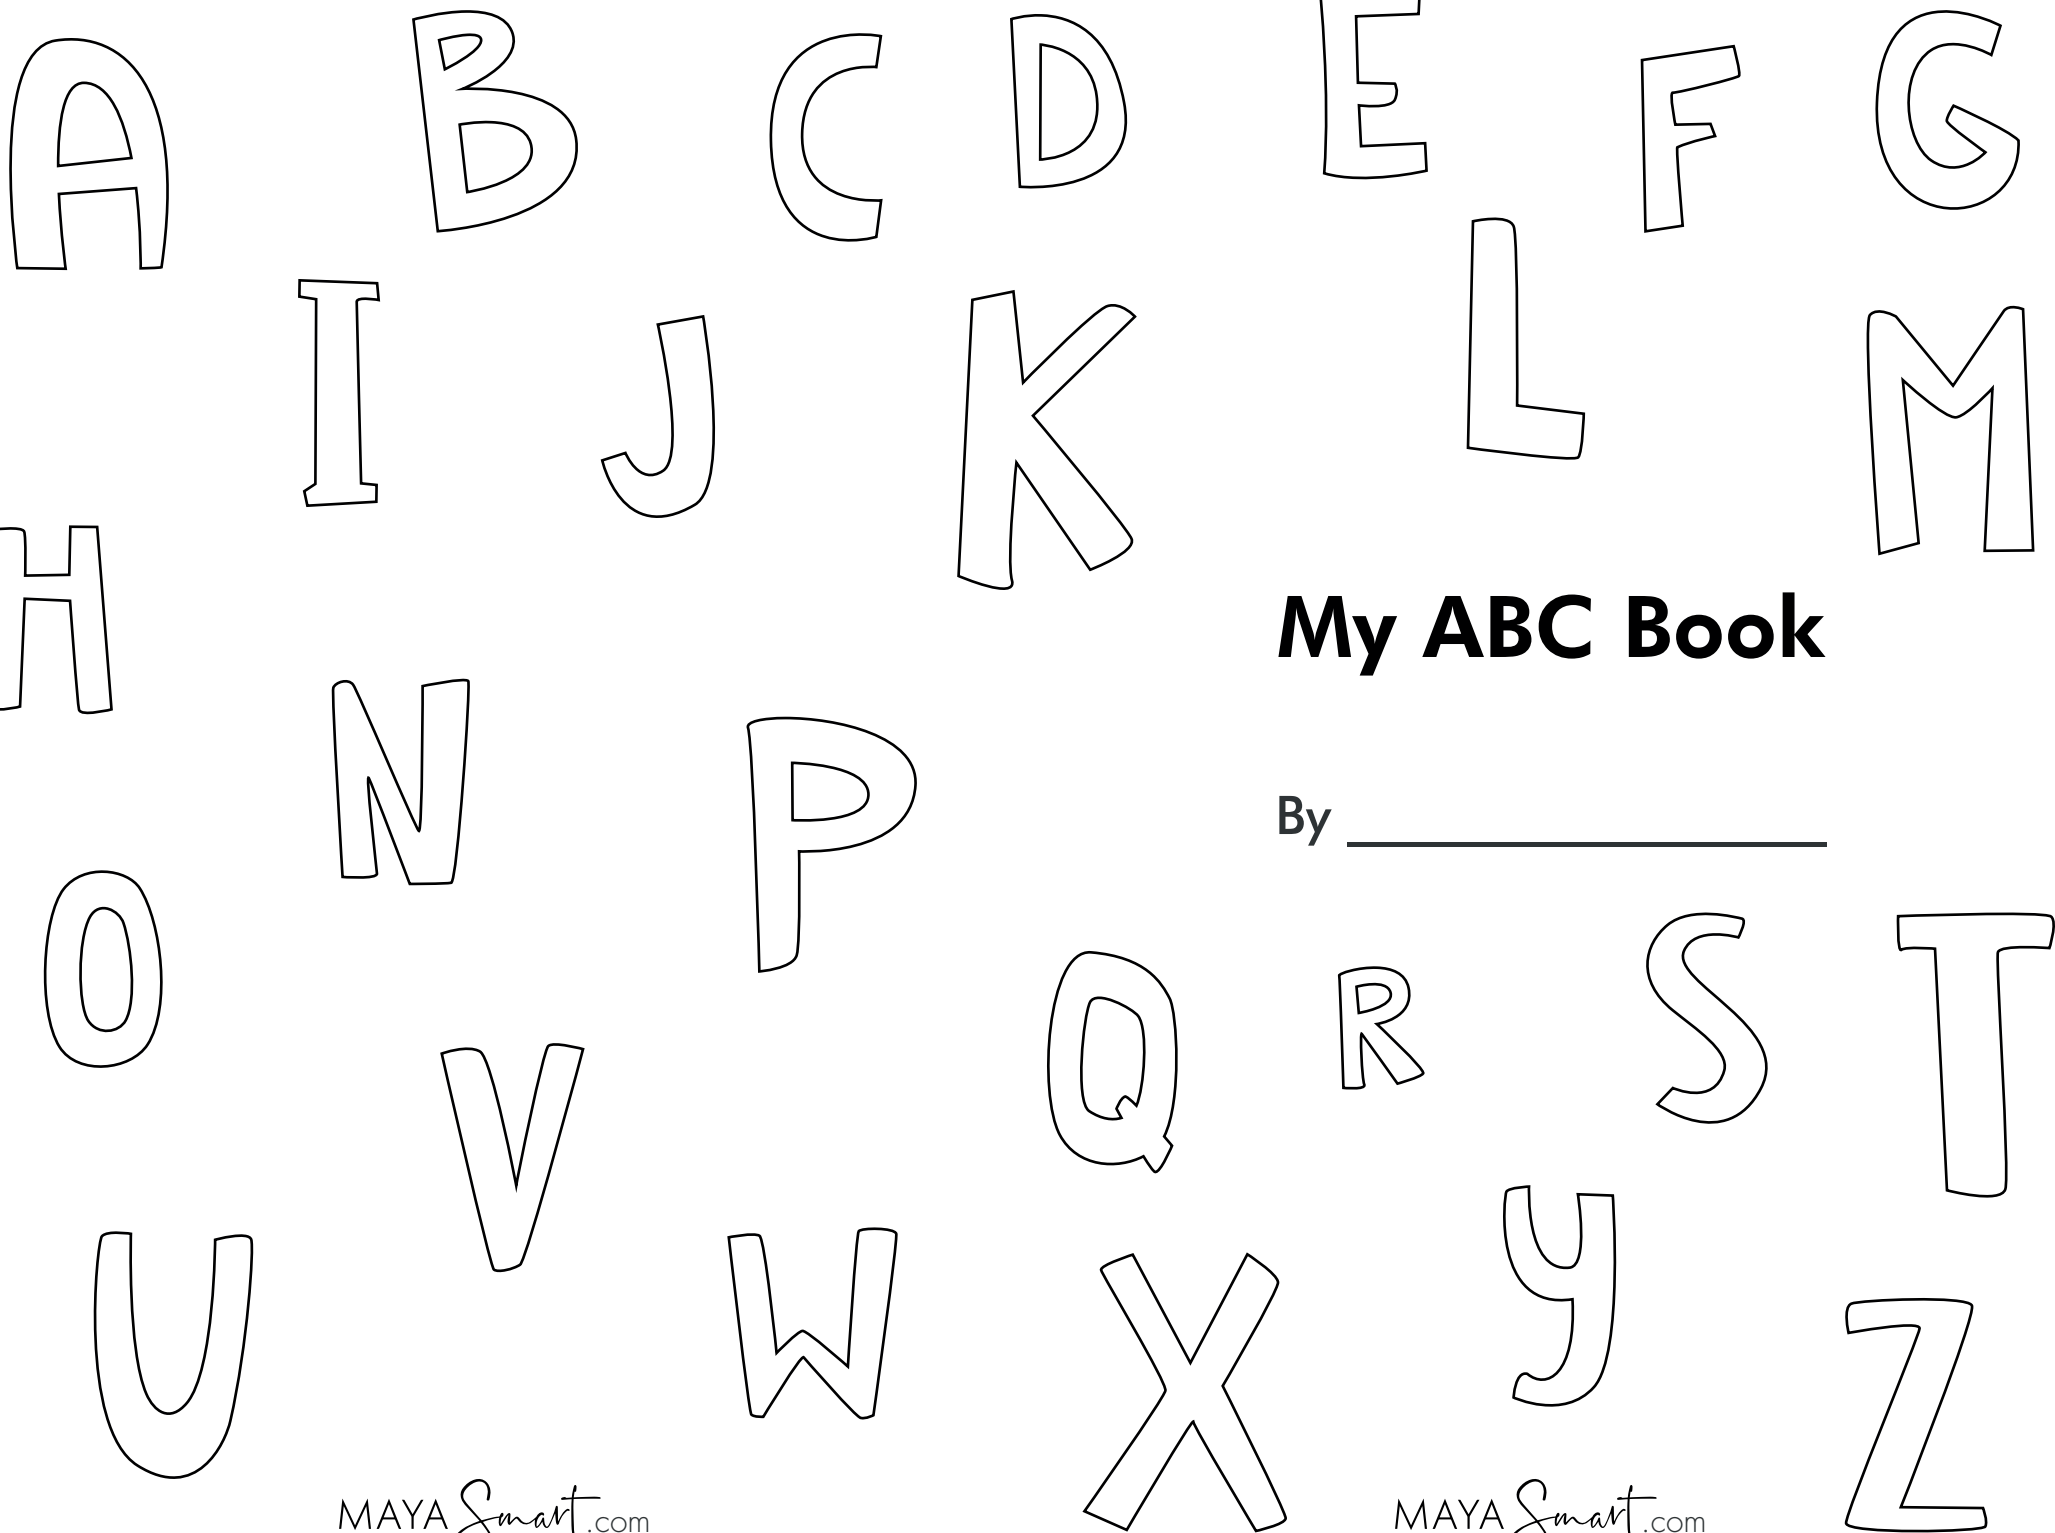 A B C D E F G
I J K L M
H
My ABC Book
N P
By
O Q R S T
V
U W X Y Z
MAYA Smart.com MAYA Smart.com